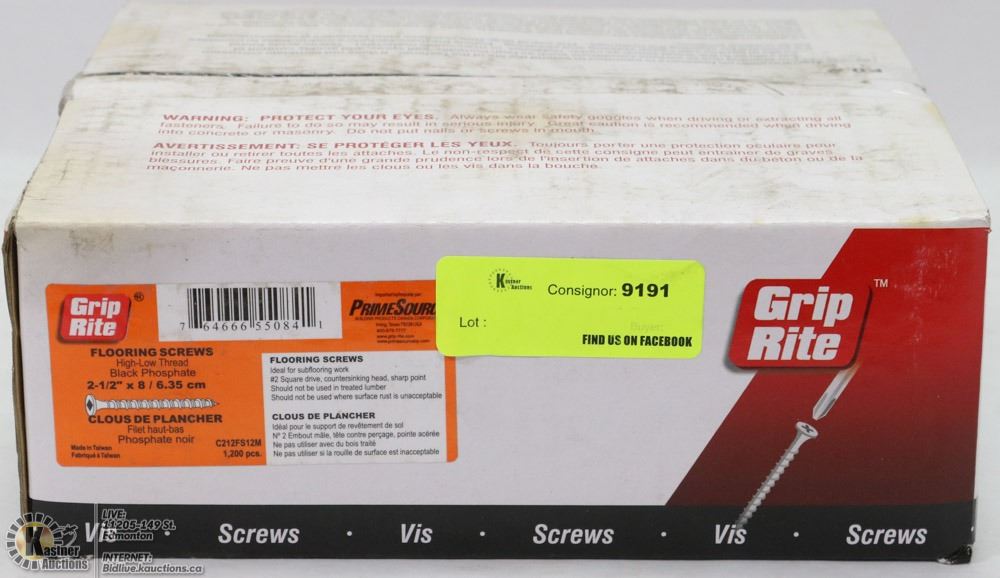 WARNING: PROTECT YOUR EYES. Always wear safety goggles when driving or extracting all
fasteners. Failure to do so may result in serious injury. Great caution is recommended when driving
into concrete or masonry. Do not put nails or screws in mouth.
AVERTISSEMENT: SE PROTÉGER LES YEUX. Toujours porter une protection oculaire pour
installer ou retirer toutes les attaches. Le non-respect de cette consigne peut entraîner de graves
blessures. Faire preuve d'une grande prudence lors de l'insertion de attaches dans du béton ou de la
maçonnerie. Ne pas mettre les clous ou les vis dans la bouche.
Grip
Rite
®
7 64666 55084 1
PRIMESOUR
FLOORING SCREWS
High-Low Thread
Black Phosphate
2-1/2" x 8 / 6.35 cm
CLOUS DE PLANCHER
Filet haut-bas
Phosphate noir
Made in Taiwan
Fabriqué à Taiwan
C212FS12M
1,200 pcs.
FLOORING SCREWS
Ideal for subflooring work
#2 Square drive, countersinking head, sharp point
Should not be used in treated lumber
Should not be used where surface rust is unacceptable
CLOUS DE PLANCHER
Idéal pour le support de revêtement de sol
Nº 2 Embout mâle, tête contre perçage, pointe acérée
Ne pas utiliser avec du bois traité
Ne pas utiliser si la rouille de surface est inacceptable
Kastner
Auctions
Consignor: 9191
Lot :
Buyer:
FIND US ON FACEBOOK
Grip
Rite
TM
Vis • Screws • Vis • Screws • Vis • Screws
Kastner
Auctions
LIVE:
11205-149 St.
Edmonton
INTERNET:
Bidlive.kauctions.ca